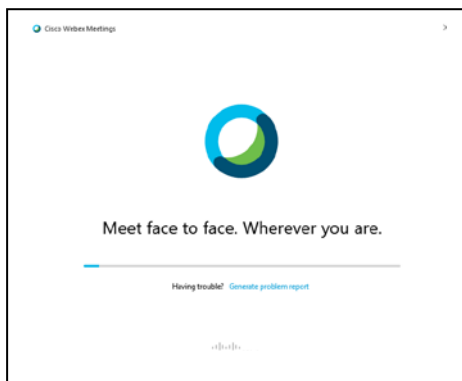 Cisco Webex Meetings
Meet face to face. Wherever you are.
Having trouble? Generate problem report